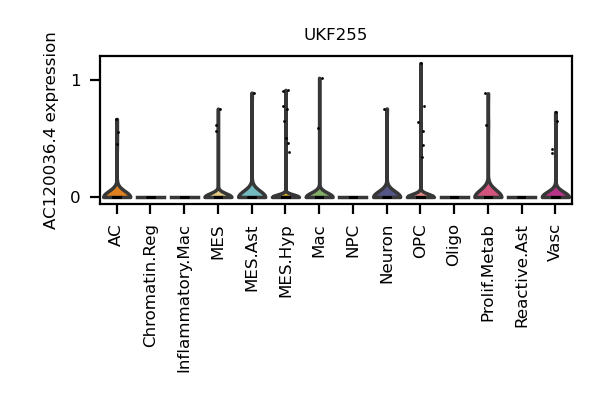 UKF255
AC120036.4 expression
1
0
AC
Chromatin.Reg
Inflammatory.Mac
MES
MES.Ast
MES.Hyp
Mac
NPC
Neuron
OPC
Oligo
Prolif.Metab
Reactive.Ast
Vasc